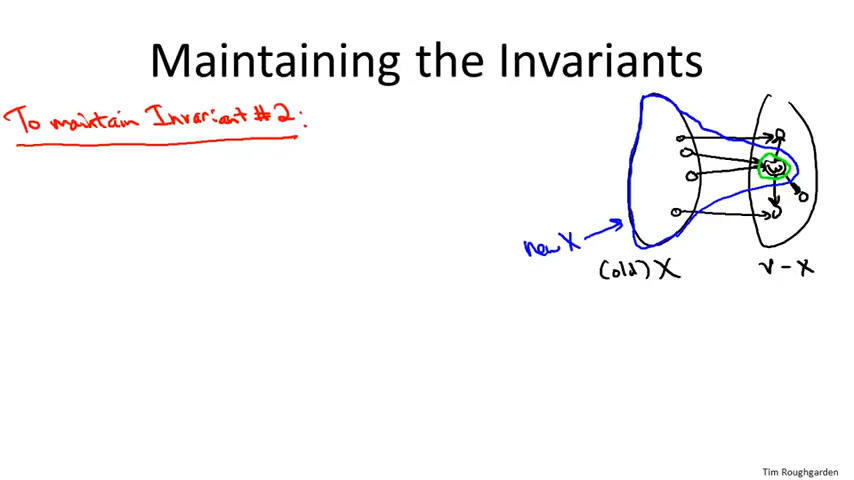 Maintaining the Invariants
To maintain Invariant #2:
w
new X
(old) X
V - X
Tim Roughgarden